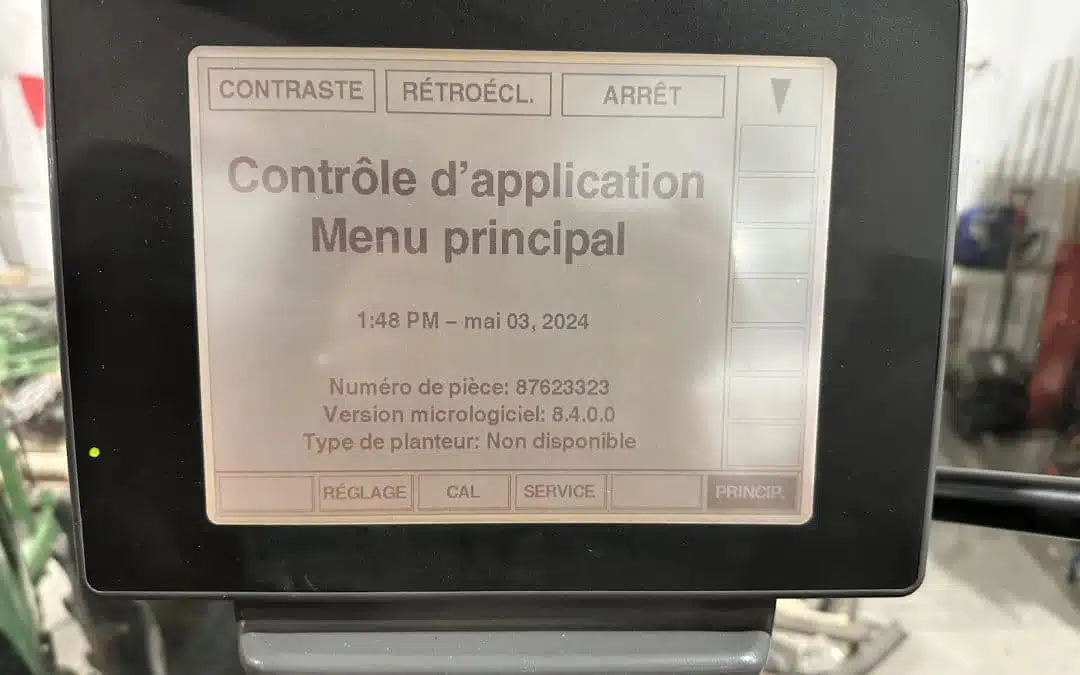 CONTRASTE
RÉTROÉCL.
ARRÊT
Contrôle d'application
Menu principal
1:48 PM – mai 03, 2024
Numéro de pièce: 87623323
Version micrologiciel: 8.4.0.0
Type de planteur: Non disponible
RÉGLAGE
CAL
SERVICE
PRINCIP.